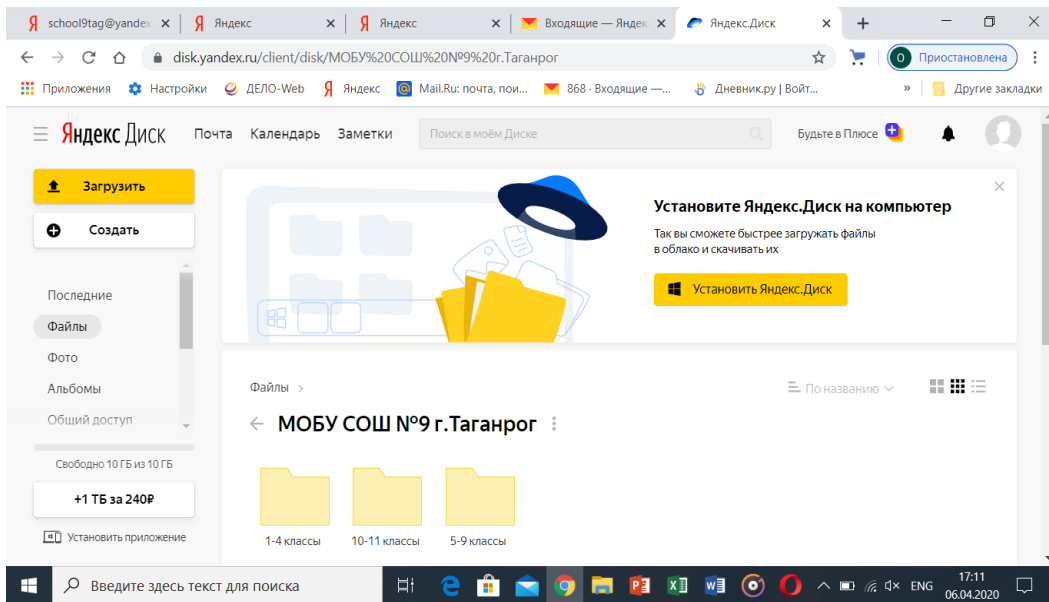 school9tag@yandex
Яндекс
Яндекс
Входящие — Яндек
Яндекс.Диск
disk.yandex.ru/client/disk/МОБУ%20СОШ%20№9%20г.Таганрог
О
Приостановлена
Приложения
Настройки
ДЕЛО-Web
Яндекс
Mail.Ru: почта, пои...
868 · Входящие —...
Дневник.ру | Войт...
»
Другие закладки
Яндекс Диск
Почта
Календарь
Заметки
Поиск в моём Диске
Будьте в Плюсе
Загрузить
Создать
Последние
Файлы
Фото
Альбомы
Общий доступ
Свободно 10 ГБ из 10 ГБ
+1 ТБ за 240₽
Установить приложение
Установите Яндекс.Диск на компьютер
Так вы сможете быстрее загружать файлы
в облако и скачивать их
Установить Яндекс.Диск
Файлы
По названию
МОБУ СОШ №9 г.Таганрог
1-4 классы
10-11 классы
5-9 классы
Введите здесь текст для поиска
ENG
17:11
06.04.2020